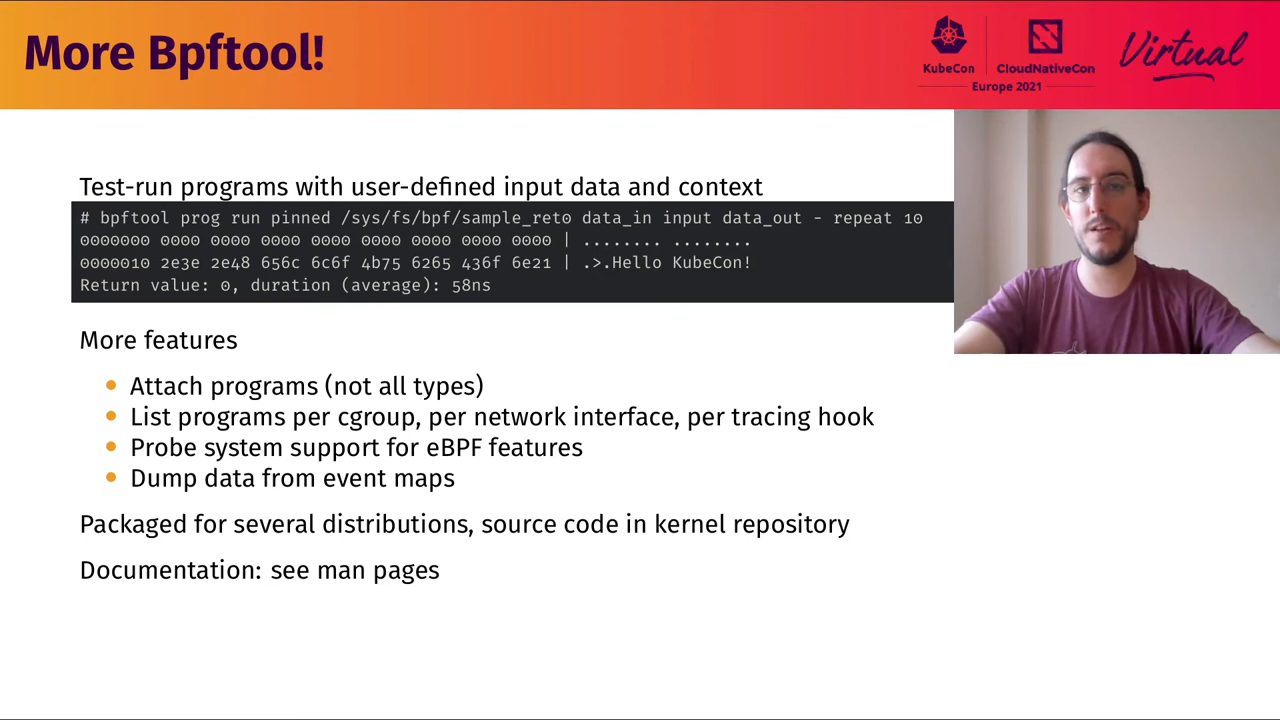 More Bpftool!
KubeCon
CloudNativeCon
Europe 2021
Virtual
Test-run programs with user-defined input data and context
# bpftool prog run pinned /sys/fs/bpf/sample_ret0 data_in input data_out - repeat 10
0000000 0000 0000 0000 0000 0000 0000 0000 0000 | ........ ........
0000010 2e3e 2e48 656c 6c6f 4b75 6265 436f 6e21 | .>.Hello KubeCon!
Return value: 0, duration (average): 58ns
More features
• Attach programs (not all types)
• List programs per cgroup, per network interface, per tracing hook
• Probe system support for eBPF features
• Dump data from event maps
Packaged for several distributions, source code in kernel repository
Documentation: see man pages